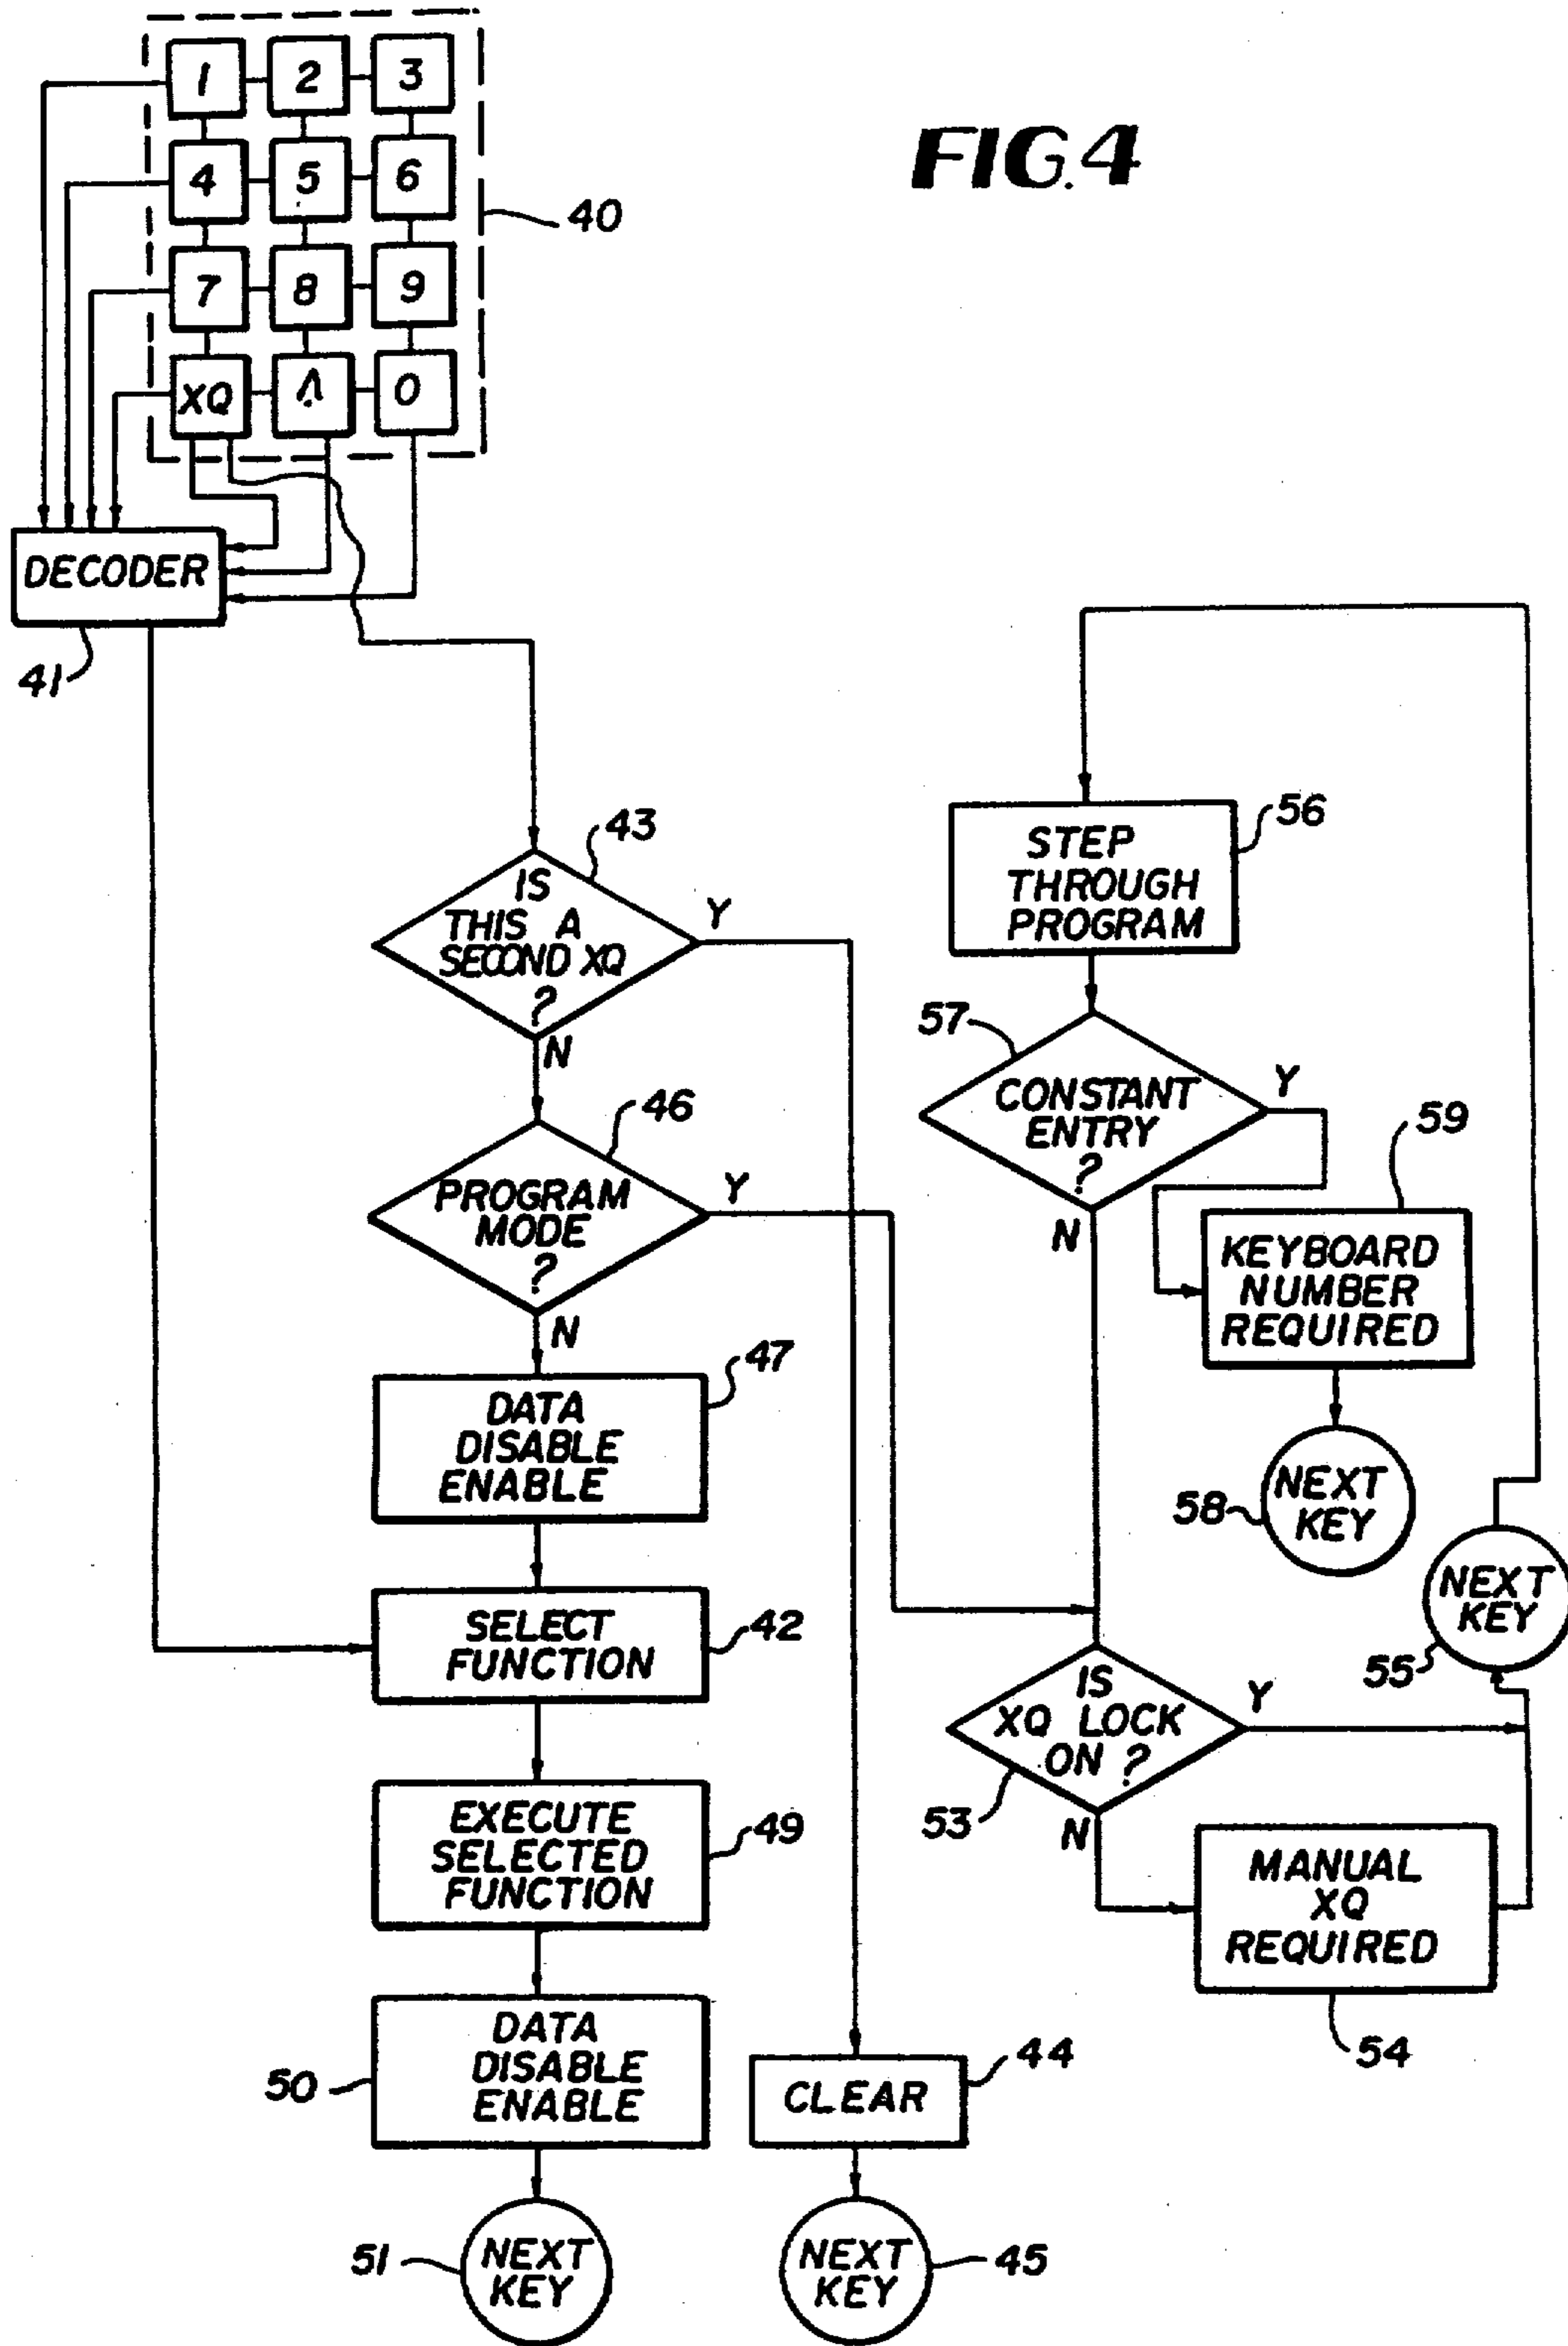 FIG. 4
1 2 3
4 5 6
7 8 9
XQ 0
40
DECODER
41
43
IS
THIS A
SECOND XQ
?
Y
N
46
PROGRAM
MODE
?
Y
N
47
DATA
DISABLE
ENABLE
SELECT
FUNCTION
42
EXECUTE
SELECTED
FUNCTION
49
DATA
DISABLE
ENABLE
50
NEXT
KEY
51
CLEAR
44
NEXT
KEY
45
STEP
THROUGH
PROGRAM
56
57
CONSTANT
ENTRY
?
Y
N
59
KEYBOARD
NUMBER
REQUIRED
NEXT
KEY
58
NEXT
KEY
55
IS
XQ LOCK
ON ?
Y
N
53
MANUAL
XQ
REQUIRED
54